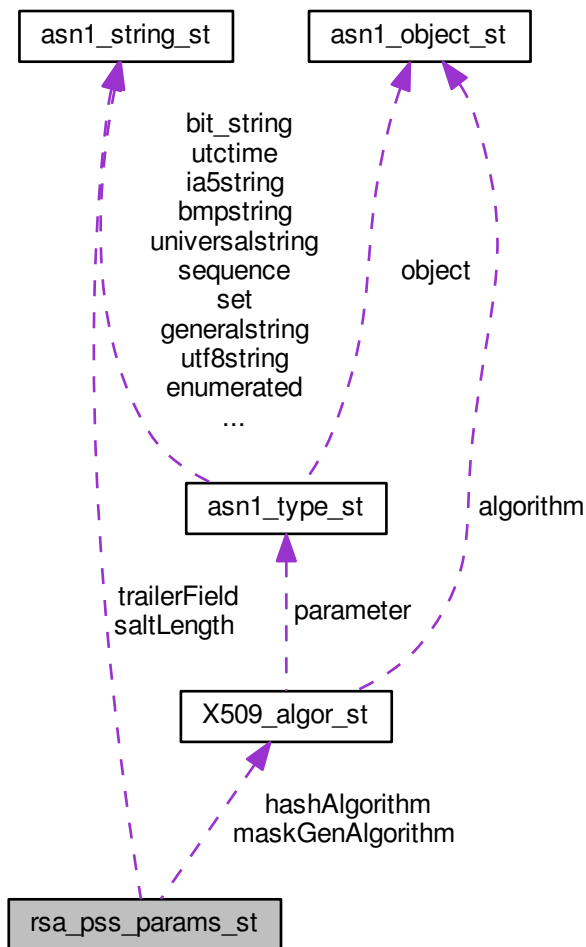 asn1_string_st
asn1_object_st
bit_string
utctime
ia5string
bmpstring
universalstring
sequence
set
generalstring
utf8string
enumerated
...
object
asn1_type_st
algorithm
trailerField
saltLength
parameter
X509_algor_st
hashAlgorithm
maskGenAlgorithm
rsa_pss_params_st